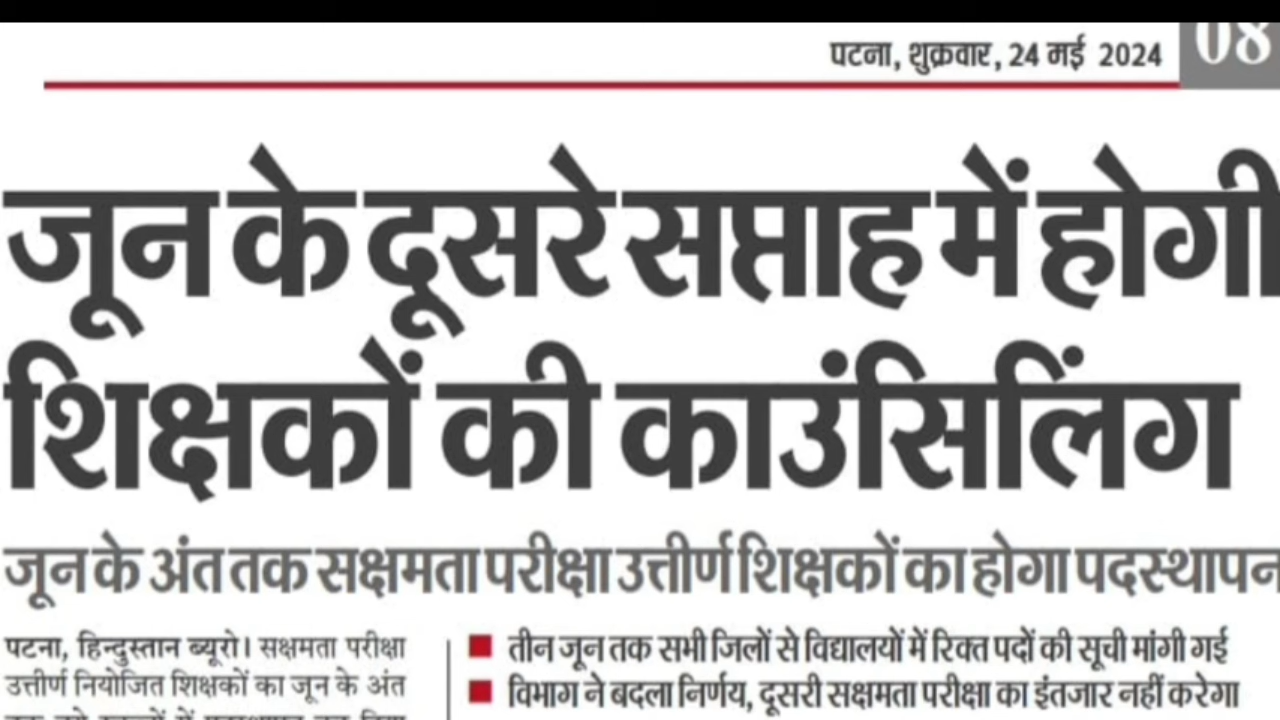 पटना, शुक्रवार, 24 मई 2024
08
जून के दूसरे सप्ताह में होगी
शिक्षकों की काउंसिलिंग
जून के अंत तक सक्षमता परीक्षा उत्तीर्ण शिक्षकों का होगा पदस्थापन
पटना, हिन्दुस्तान ब्यूरो। सक्षमता परीक्षा
उत्तीर्ण नियोजित शिक्षकों का जून के अंत
तीन जून तक सभी जिलों से विद्यालयों में रिक्त पदों की सूची मांगी गई
विभाग ने बदला निर्णय, दूसरी सक्षमता परीक्षा का इंतजार नहीं करेगा